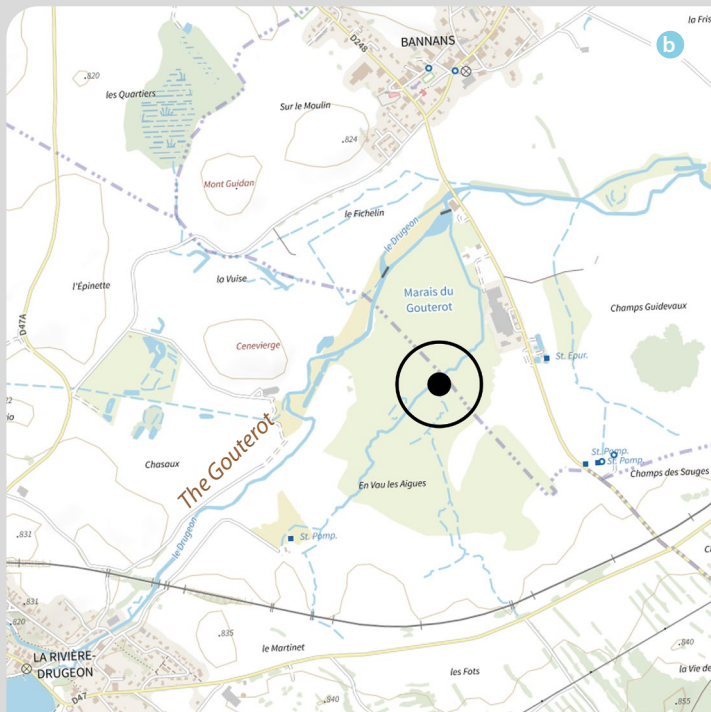 la Fris
b
BANNANS
D248
.820
les Quartiers
Sur le Moulin
.824
Mont Guidan
le Fichelin
le Drugeon
la Vuise
l'Épinette
Marais du
Gouterot
Champs Guidevaux
D47A
Cenevierge
St. Épur.
The Gouterot
Chasaux
St. Pomp.
St. Pomp.
Champs des Sauges
En Vau les Aigues
le Drugeon
St. Pomp.
.831
.831
.820
.835
le Martinet
LA RIVIÈRE-
DRUGEON
D47
les Fots
.840
.840
la Vie de
.855